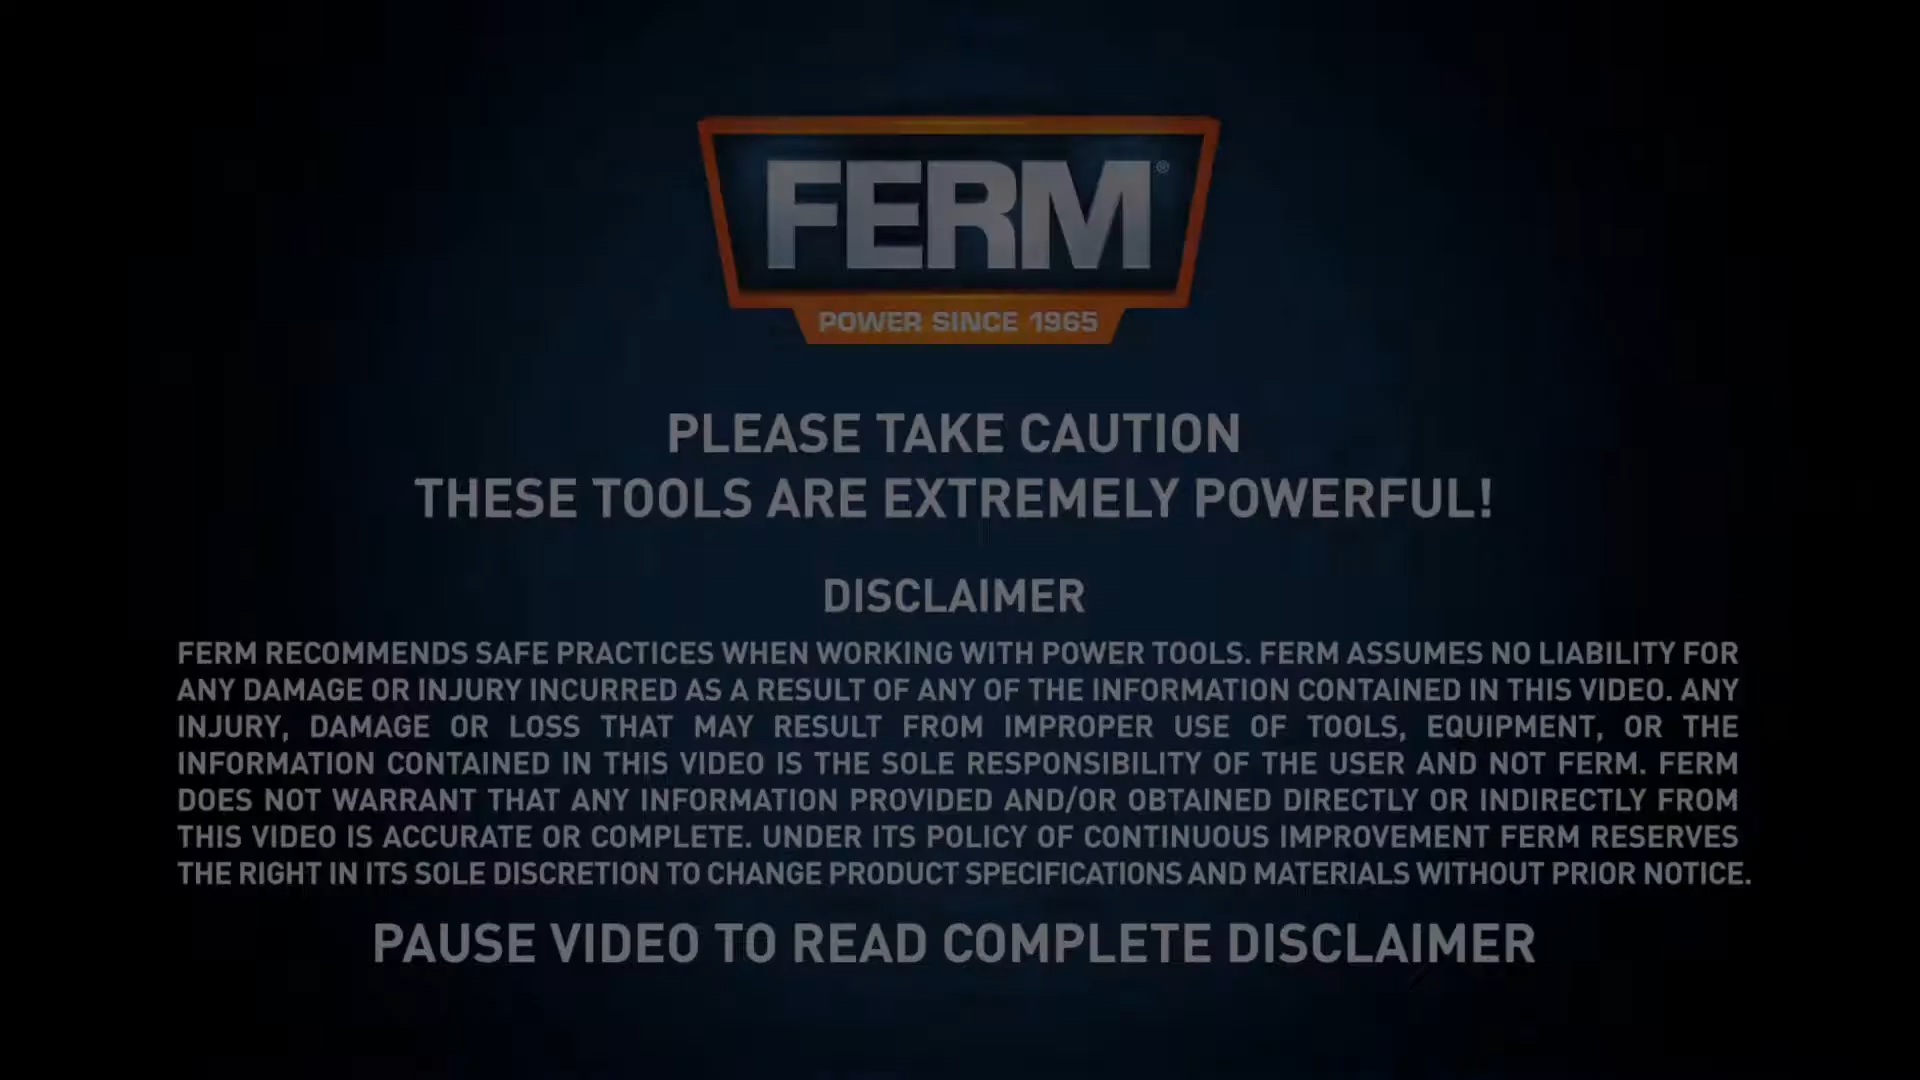 FERM®
POWER SINCE 1965
PLEASE TAKE CAUTION
THESE TOOLS ARE EXTREMELY POWERFUL!
DISCLAIMER
FERM RECOMMENDS SAFE PRACTICES WHEN WORKING WITH POWER TOOLS. FERM ASSUMES NO LIABILITY FOR
ANY DAMAGE OR INJURY INCURRED AS A RESULT OF ANY OF THE INFORMATION CONTAINED IN THIS VIDEO. ANY
INJURY, DAMAGE OR LOSS THAT MAY RESULT FROM IMPROPER USE OF TOOLS, EQUIPMENT, OR THE
INFORMATION CONTAINED IN THIS VIDEO IS THE SOLE RESPONSIBILITY OF THE USER AND NOT FERM. FERM
DOES NOT WARRANT THAT ANY INFORMATION PROVIDED AND/OR OBTAINED DIRECTLY OR INDIRECTLY FROM
THIS VIDEO IS ACCURATE OR COMPLETE. UNDER ITS POLICY OF CONTINUOUS IMPROVEMENT FERM RESERVES
THE RIGHT IN ITS SOLE DISCRETION TO CHANGE PRODUCT SPECIFICATIONS AND MATERIALS WITHOUT PRIOR NOTICE.
PAUSE VIDEO TO READ COMPLETE DISCLAIMER